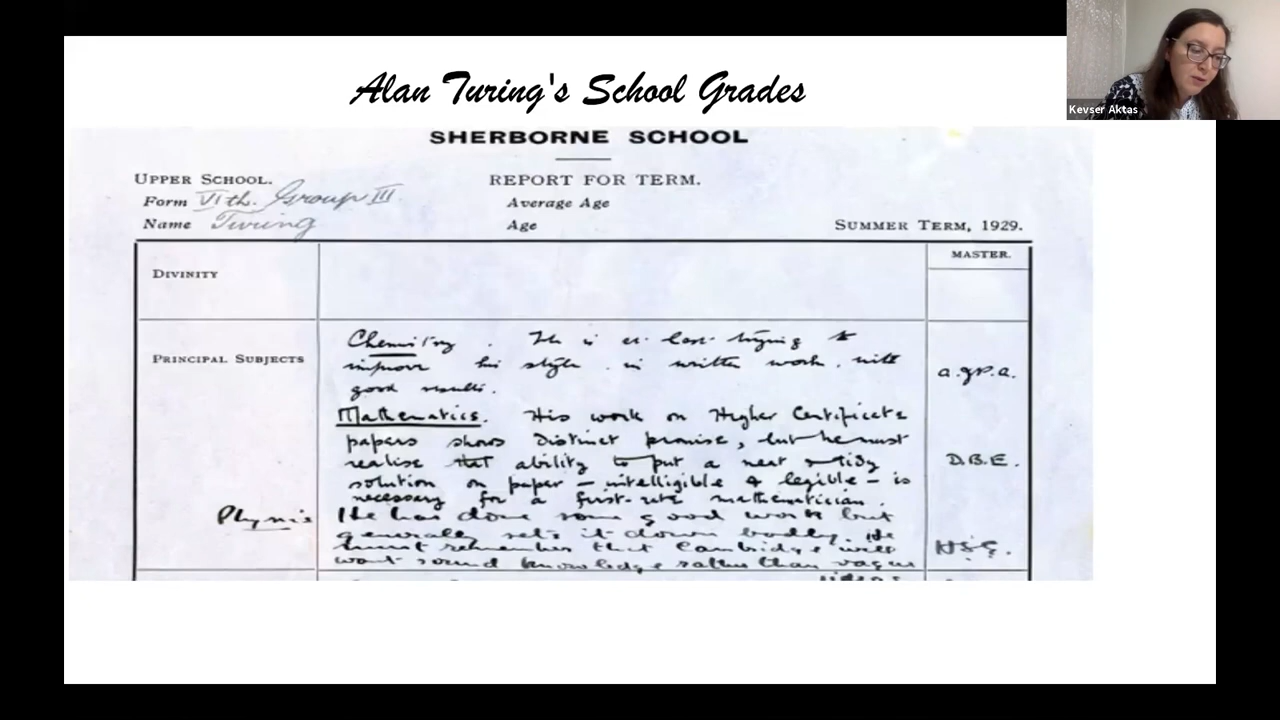 Alan Turing's School Grades
Kevser Aktas
SHERBORNE SCHOOL
UPPER SCHOOL.
REPORT FOR TERM.
Form VIth. Group III.
Average Age
Name Turing
Age
SUMMER TERM, 1929.
MASTER.
DIVINITY
PRINCIPAL SUBJECTS
Chemistry. He is at last trying to
improve his style in written work, with
good results.
a.J.P.a.
Mathematics. His work on Higher Certificate
papers shows distinct promise, but he must
realise that ability to put a neat & tidy
solution on paper – intelligible & legible – is
necessary for a first-rate mathematician.
D.B.E.
Physics He has done some good work but
generally sets it down badly. He
must remember that Cambridge will
want sound knowledge rather than vague
ideas